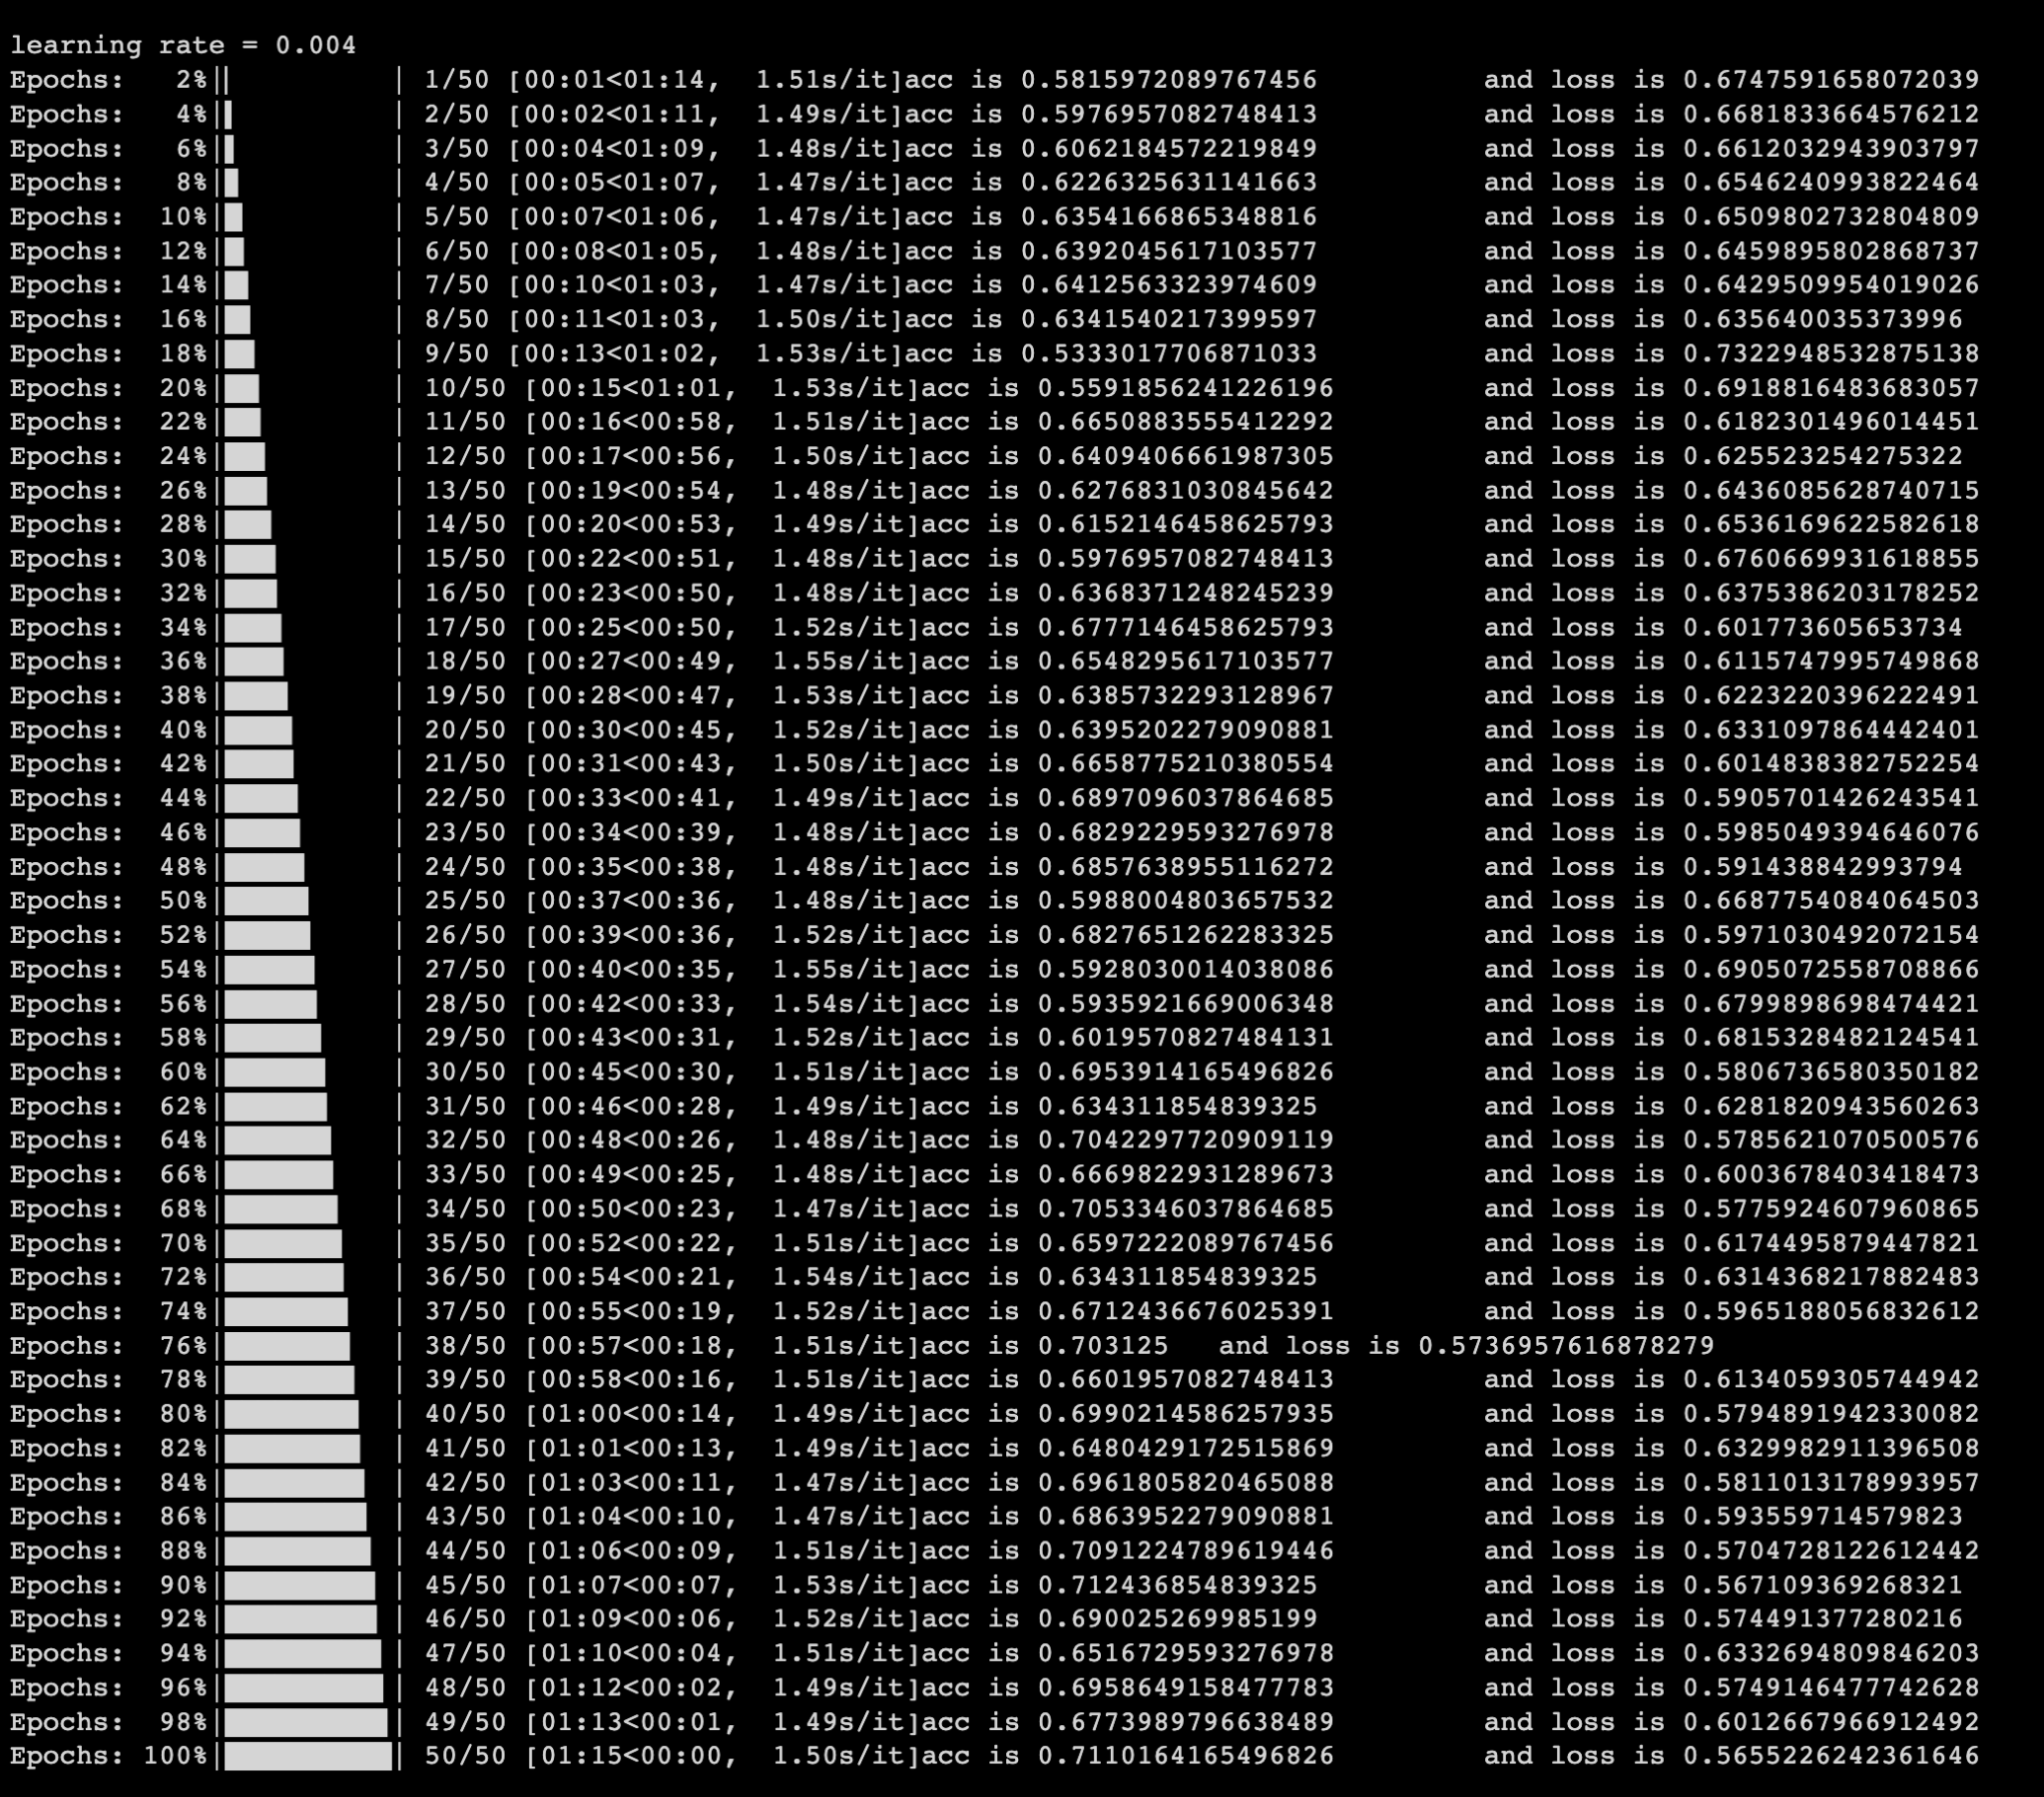 learning rate = 0.004
Epochs:   2%|| | 1/50 [00:01<01:14,  1.51s/it]acc is 0.5815972089767456 and loss is 0.6747591658072039
Epochs:   4%| | 2/50 [00:02<01:11,  1.49s/it]acc is 0.5976957082748413 and loss is 0.6681833664576212
Epochs:   6%| | 3/50 [00:04<01:09,  1.48s/it]acc is 0.6062184572219849 and loss is 0.6612032943903797
Epochs:   8%| | 4/50 [00:05<01:07,  1.47s/it]acc is 0.6226325631141663 and loss is 0.6546240993822464
Epochs:  10%| | 5/50 [00:07<01:06,  1.47s/it]acc is 0.6354166865348816 and loss is 0.6509802732804809
Epochs:  12%| | 6/50 [00:08<01:05,  1.48s/it]acc is 0.6392045617103577 and loss is 0.6459895802868737
Epochs:  14%| | 7/50 [00:10<01:03,  1.47s/it]acc is 0.6412563323974609 and loss is 0.6429509954019026
Epochs:  16%| | 8/50 [00:11<01:03,  1.50s/it]acc is 0.6341540217399597 and loss is 0.635640035373996
Epochs:  18%| | 9/50 [00:13<01:02,  1.53s/it]acc is 0.5333017706871033 and loss is 0.7322948532875138
Epochs:  20%| | 10/50 [00:15<01:01,  1.53s/it]acc is 0.5591856241226196 and loss is 0.6918816483683057
Epochs:  22%| | 11/50 [00:16<00:58,  1.51s/it]acc is 0.6650883555412292 and loss is 0.6182301496014451
Epochs:  24%| | 12/50 [00:17<00:56,  1.50s/it]acc is 0.6409406661987305 and loss is 0.625523254275322
Epochs:  26%| | 13/50 [00:19<00:54,  1.48s/it]acc is 0.6276831030845642 and loss is 0.6436085628740715
Epochs:  28%| | 14/50 [00:20<00:53,  1.49s/it]acc is 0.6152146458625793 and loss is 0.6536169622582618
Epochs:  30%| | 15/50 [00:22<00:51,  1.48s/it]acc is 0.5976957082748413 and loss is 0.6760669931618855
Epochs:  32%| | 16/50 [00:23<00:50,  1.48s/it]acc is 0.6368371248245239 and loss is 0.6375386203178252
Epochs:  34%| | 17/50 [00:25<00:50,  1.52s/it]acc is 0.6777146458625793 and loss is 0.601773605653734
Epochs:  36%| | 18/50 [00:27<00:49,  1.55s/it]acc is 0.6548295617103577 and loss is 0.6115747995749868
Epochs:  38%| | 19/50 [00:28<00:47,  1.53s/it]acc is 0.6385732293128967 and loss is 0.6223220396222491
Epochs:  40%| | 20/50 [00:30<00:45,  1.52s/it]acc is 0.6395202279090881 and loss is 0.6331097864442401
Epochs:  42%| | 21/50 [00:31<00:43,  1.50s/it]acc is 0.6658775210380554 and loss is 0.6014838382752254
Epochs:  44%| | 22/50 [00:33<00:41,  1.49s/it]acc is 0.6897096037864685 and loss is 0.5905701426243541
Epochs:  46%| | 23/50 [00:34<00:39,  1.48s/it]acc is 0.6829229593276978 and loss is 0.5985049394646076
Epochs:  48%| | 24/50 [00:35<00:38,  1.48s/it]acc is 0.6857638955116272 and loss is 0.591438842993794
Epochs:  50%| | 25/50 [00:37<00:36,  1.48s/it]acc is 0.5988004803657532 and loss is 0.6687754084064503
Epochs:  52%| | 26/50 [00:39<00:36,  1.52s/it]acc is 0.6827651262283325 and loss is 0.5971030492072154
Epochs:  54%| | 27/50 [00:40<00:35,  1.55s/it]acc is 0.5928030014038086 and loss is 0.6905072558708866
Epochs:  56%| | 28/50 [00:42<00:33,  1.54s/it]acc is 0.5935921669006348 and loss is 0.6799898698474421
Epochs:  58%| | 29/50 [00:43<00:31,  1.52s/it]acc is 0.6019570827484131 and loss is 0.6815328482124541
Epochs:  60%| | 30/50 [00:45<00:30,  1.51s/it]acc is 0.6953914165496826 and loss is 0.5806736580350182
Epochs:  62%| | 31/50 [00:46<00:28,  1.49s/it]acc is 0.634311854839325 and loss is 0.6281820943560263
Epochs:  64%| | 32/50 [00:48<00:26,  1.48s/it]acc is 0.7042297720909119 and loss is 0.5785621070500576
Epochs:  66%| | 33/50 [00:49<00:25,  1.48s/it]acc is 0.6669822931289673 and loss is 0.6003678403418473
Epochs:  68%| | 34/50 [00:50<00:23,  1.47s/it]acc is 0.7053346037864685 and loss is 0.5775924607960865
Epochs:  70%| | 35/50 [00:52<00:22,  1.51s/it]acc is 0.6597222089767456 and loss is 0.6174495879447821
Epochs:  72%| | 36/50 [00:54<00:21,  1.54s/it]acc is 0.634311854839325 and loss is 0.6314368217882483
Epochs:  74%| | 37/50 [00:55<00:19,  1.52s/it]acc is 0.6712436676025391 and loss is 0.5965188056832612
Epochs:  76%| | 38/50 [00:57<00:18,  1.51s/it]acc is 0.703125 and loss is 0.5736957616878279
Epochs:  78%| | 39/50 [00:58<00:16,  1.51s/it]acc is 0.6601957082748413 and loss is 0.6134059305744942
Epochs:  80%| | 40/50 [01:00<00:14,  1.49s/it]acc is 0.6990214586257935 and loss is 0.5794891942330082
Epochs:  82%| | 41/50 [01:01<00:13,  1.49s/it]acc is 0.6480429172515869 and loss is 0.6329982911396508
Epochs:  84%| | 42/50 [01:03<00:11,  1.47s/it]acc is 0.6961805820465088 and loss is 0.5811013178993957
Epochs:  86%| | 43/50 [01:04<00:10,  1.47s/it]acc is 0.6863952279090881 and loss is 0.593559714579823
Epochs:  88%| | 44/50 [01:06<00:09,  1.51s/it]acc is 0.7091224789619446 and loss is 0.5704728122612442
Epochs:  90%| | 45/50 [01:07<00:07,  1.53s/it]acc is 0.712436854839325 and loss is 0.567109369268321
Epochs:  92%| | 46/50 [01:09<00:06,  1.52s/it]acc is 0.690025269985199 and loss is 0.574491377280216
Epochs:  94%| | 47/50 [01:10<00:04,  1.51s/it]acc is 0.6516729593276978 and loss is 0.6332694809846203
Epochs:  96%| | 48/50 [01:12<00:02,  1.49s/it]acc is 0.6958649158477783 and loss is 0.5749146477742628
Epochs:  98%| | 49/50 [01:13<00:01,  1.49s/it]acc is 0.6773989796638489 and loss is 0.6012667966912492
Epochs: 100%| | 50/50 [01:15<00:00,  1.50s/it]acc is 0.7110164165496826 and loss is 0.5655226242361646